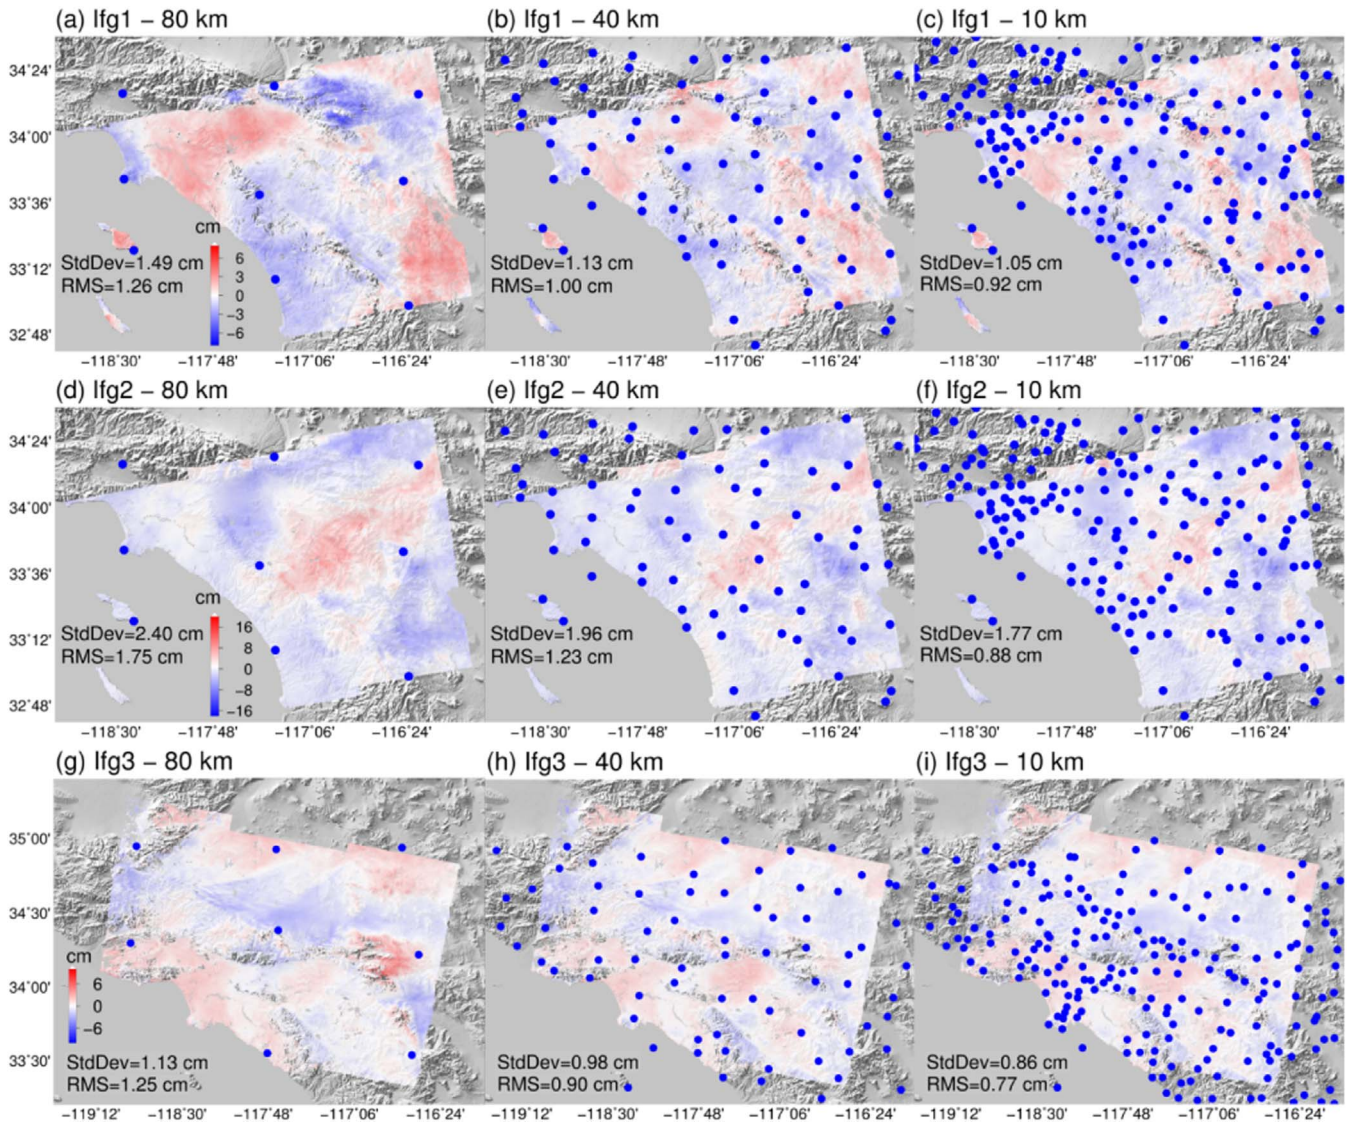 (a) Ifg1 − 80 km
(b) Ifg1 − 40 km
(c) Ifg1 − 10 km
34˚24'
34˚00'
33˚36'
33˚12'
32˚48'
cm
6
3
0
−3
−6
StdDev=1.49 cm
RMS=1.26 cm
StdDev=1.13 cm
RMS=1.00 cm
StdDev=1.05 cm
RMS=0.92 cm
−118˚30' −117˚48' −117˚06' −116˚24'
−118˚30' −117˚48' −117˚06' −116˚24'
−118˚30' −117˚48' −117˚06' −116˚24'
(d) Ifg2 − 80 km
(e) Ifg2 − 40 km
(f) Ifg2 − 10 km
34˚24'
34˚00'
33˚36'
33˚12'
32˚48'
cm
16
8
0
−8
−16
StdDev=2.40 cm
RMS=1.75 cm
StdDev=1.96 cm
RMS=1.23 cm
StdDev=1.77 cm
RMS=0.88 cm
−118˚30' −117˚48' −117˚06' −116˚24'
−118˚30' −117˚48' −117˚06' −116˚24'
−118˚30' −117˚48' −117˚06' −116˚24'
(g) Ifg3 − 80 km
(h) Ifg3 − 40 km
(i) Ifg3 − 10 km
35˚00'
34˚30'
34˚00'
33˚30'
cm
6
0
−6
StdDev=1.13 cm
RMS=1.25 cm
StdDev=0.98 cm
RMS=0.90 cm
StdDev=0.86 cm
RMS=0.77 cm
−119˚12' −118˚30' −117˚48' −117˚06' −116˚24'
−119˚12' −118˚30' −117˚48' −117˚06' −116˚24'
−119˚12' −118˚30' −117˚48' −117˚06' −116˚24'